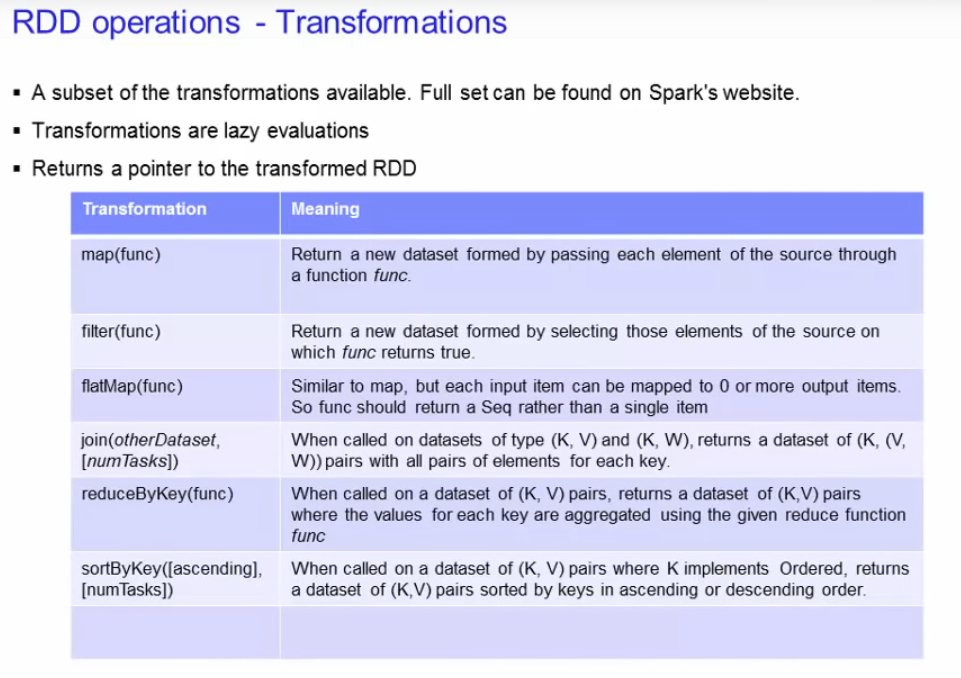 RDD operations - Transformations
▪ A subset of the transformations available. Full set can be found on Spark's website.
▪ Transformations are lazy evaluations
▪ Returns a pointer to the transformed RDD
Transformation Meaning
map(func) Return a new dataset formed by passing each element of the source through
a function func.
filter(func) Return a new dataset formed by selecting those elements of the source on
which func returns true.
flatMap(func) Similar to map, but each input item can be mapped to 0 or more output items.
So func should return a Seq rather than a single item
join(otherDataset, When called on datasets of type (K, V) and (K, W), returns a dataset of (K, (V,
[numTasks]) W)) pairs with all pairs of elements for each key.
reduceByKey(func) When called on a dataset of (K, V) pairs, returns a dataset of (K,V) pairs
where the values for each key are aggregated using the given reduce function
func
sortByKey([ascending], When called on a dataset of (K, V) pairs where K implements Ordered, returns
[numTasks]) a dataset of (K,V) pairs sorted by keys in ascending or descending order.